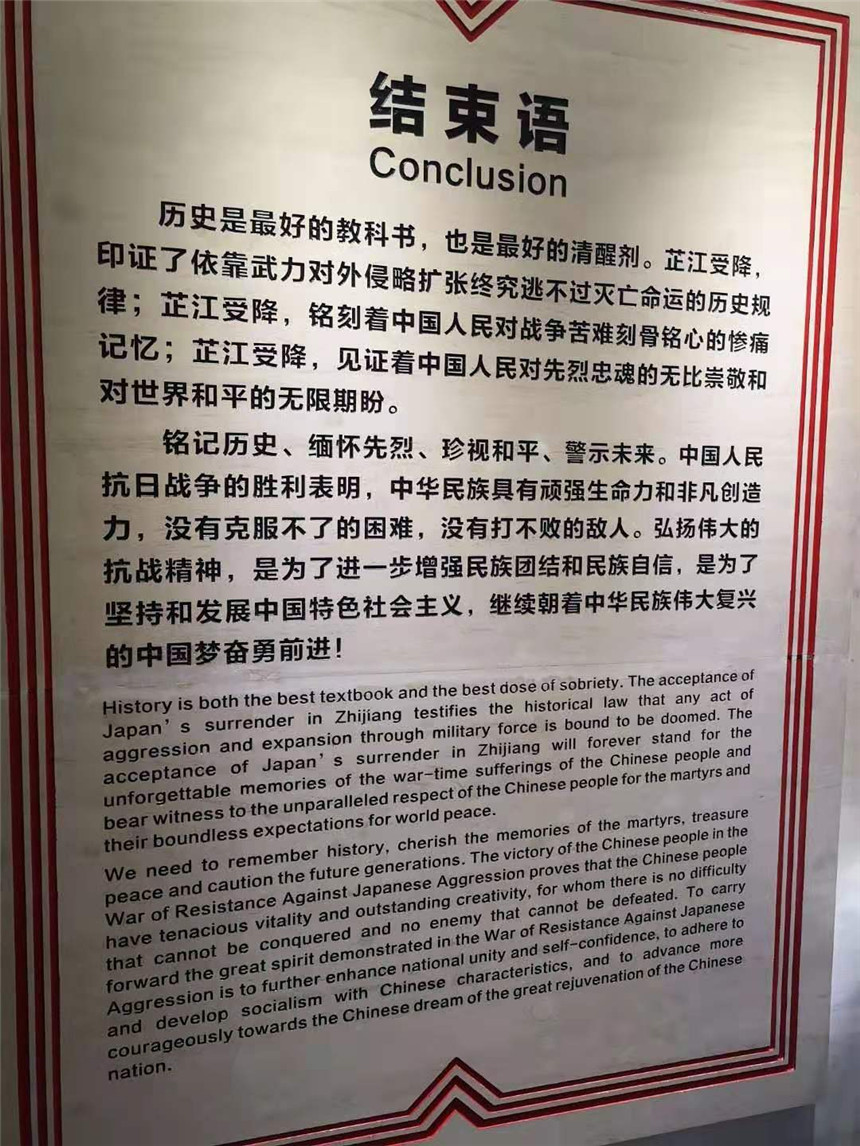 结束语
Conclusion
历史是最好的教科书，也是最好的清醒剂。芷江受降，
印证了依靠武力对外侵略扩张终究逃不过灭亡命运的历史规
律；芷江受降，铭刻着中国人民对战争苦难刻骨铭心的惨痛
记忆；芷江受降，见证着中国人民对先烈忠魂的无比崇敬和
对世界和平的无限期盼。
铭记历史、缅怀先烈、珍视和平、警示未来。中国人民
抗日战争的胜利表明，中华民族具有顽强生命力和非凡创造
力，没有克服不了的困难，没有打不败的敌人。弘扬伟大的
抗战精神，是为了进一步增强民族团结和民族自信，是为了
坚持和发展中国特色社会主义，继续朝着中华民族伟大复兴
的中国梦奋勇前进！
History is both the best textbook and the best dose of sobriety. The acceptance of
Japan’s surrender in Zhijiang testifies the historical law that any act of
aggression and expansion through military force is bound to be doomed. The
acceptance of Japan’s surrender in Zhijiang will forever stand for the
unforgettable memories of the war-time sufferings of the Chinese people and
bear witness to the unparalleled respect of the Chinese people for the martyrs and
their boundless expectations for world peace.
We need to remember history, cherish the memories of the martyrs, treasure
peace and caution the future generations. The victory of the Chinese people in the
War of Resistance Against Japanese Aggression proves that the Chinese people
have tenacious vitality and outstanding creativity, for whom there is no difficulty
that cannot be conquered and no enemy that cannot be defeated. To carry
forward the great spirit demonstrated in the War of Resistance Against Japanese
Aggression is to further enhance national unity and self-confidence, to adhere to
and develop socialism with Chinese characteristics, and to advance more
courageously towards the Chinese dream of the great rejuvenation of the Chinese
nation.